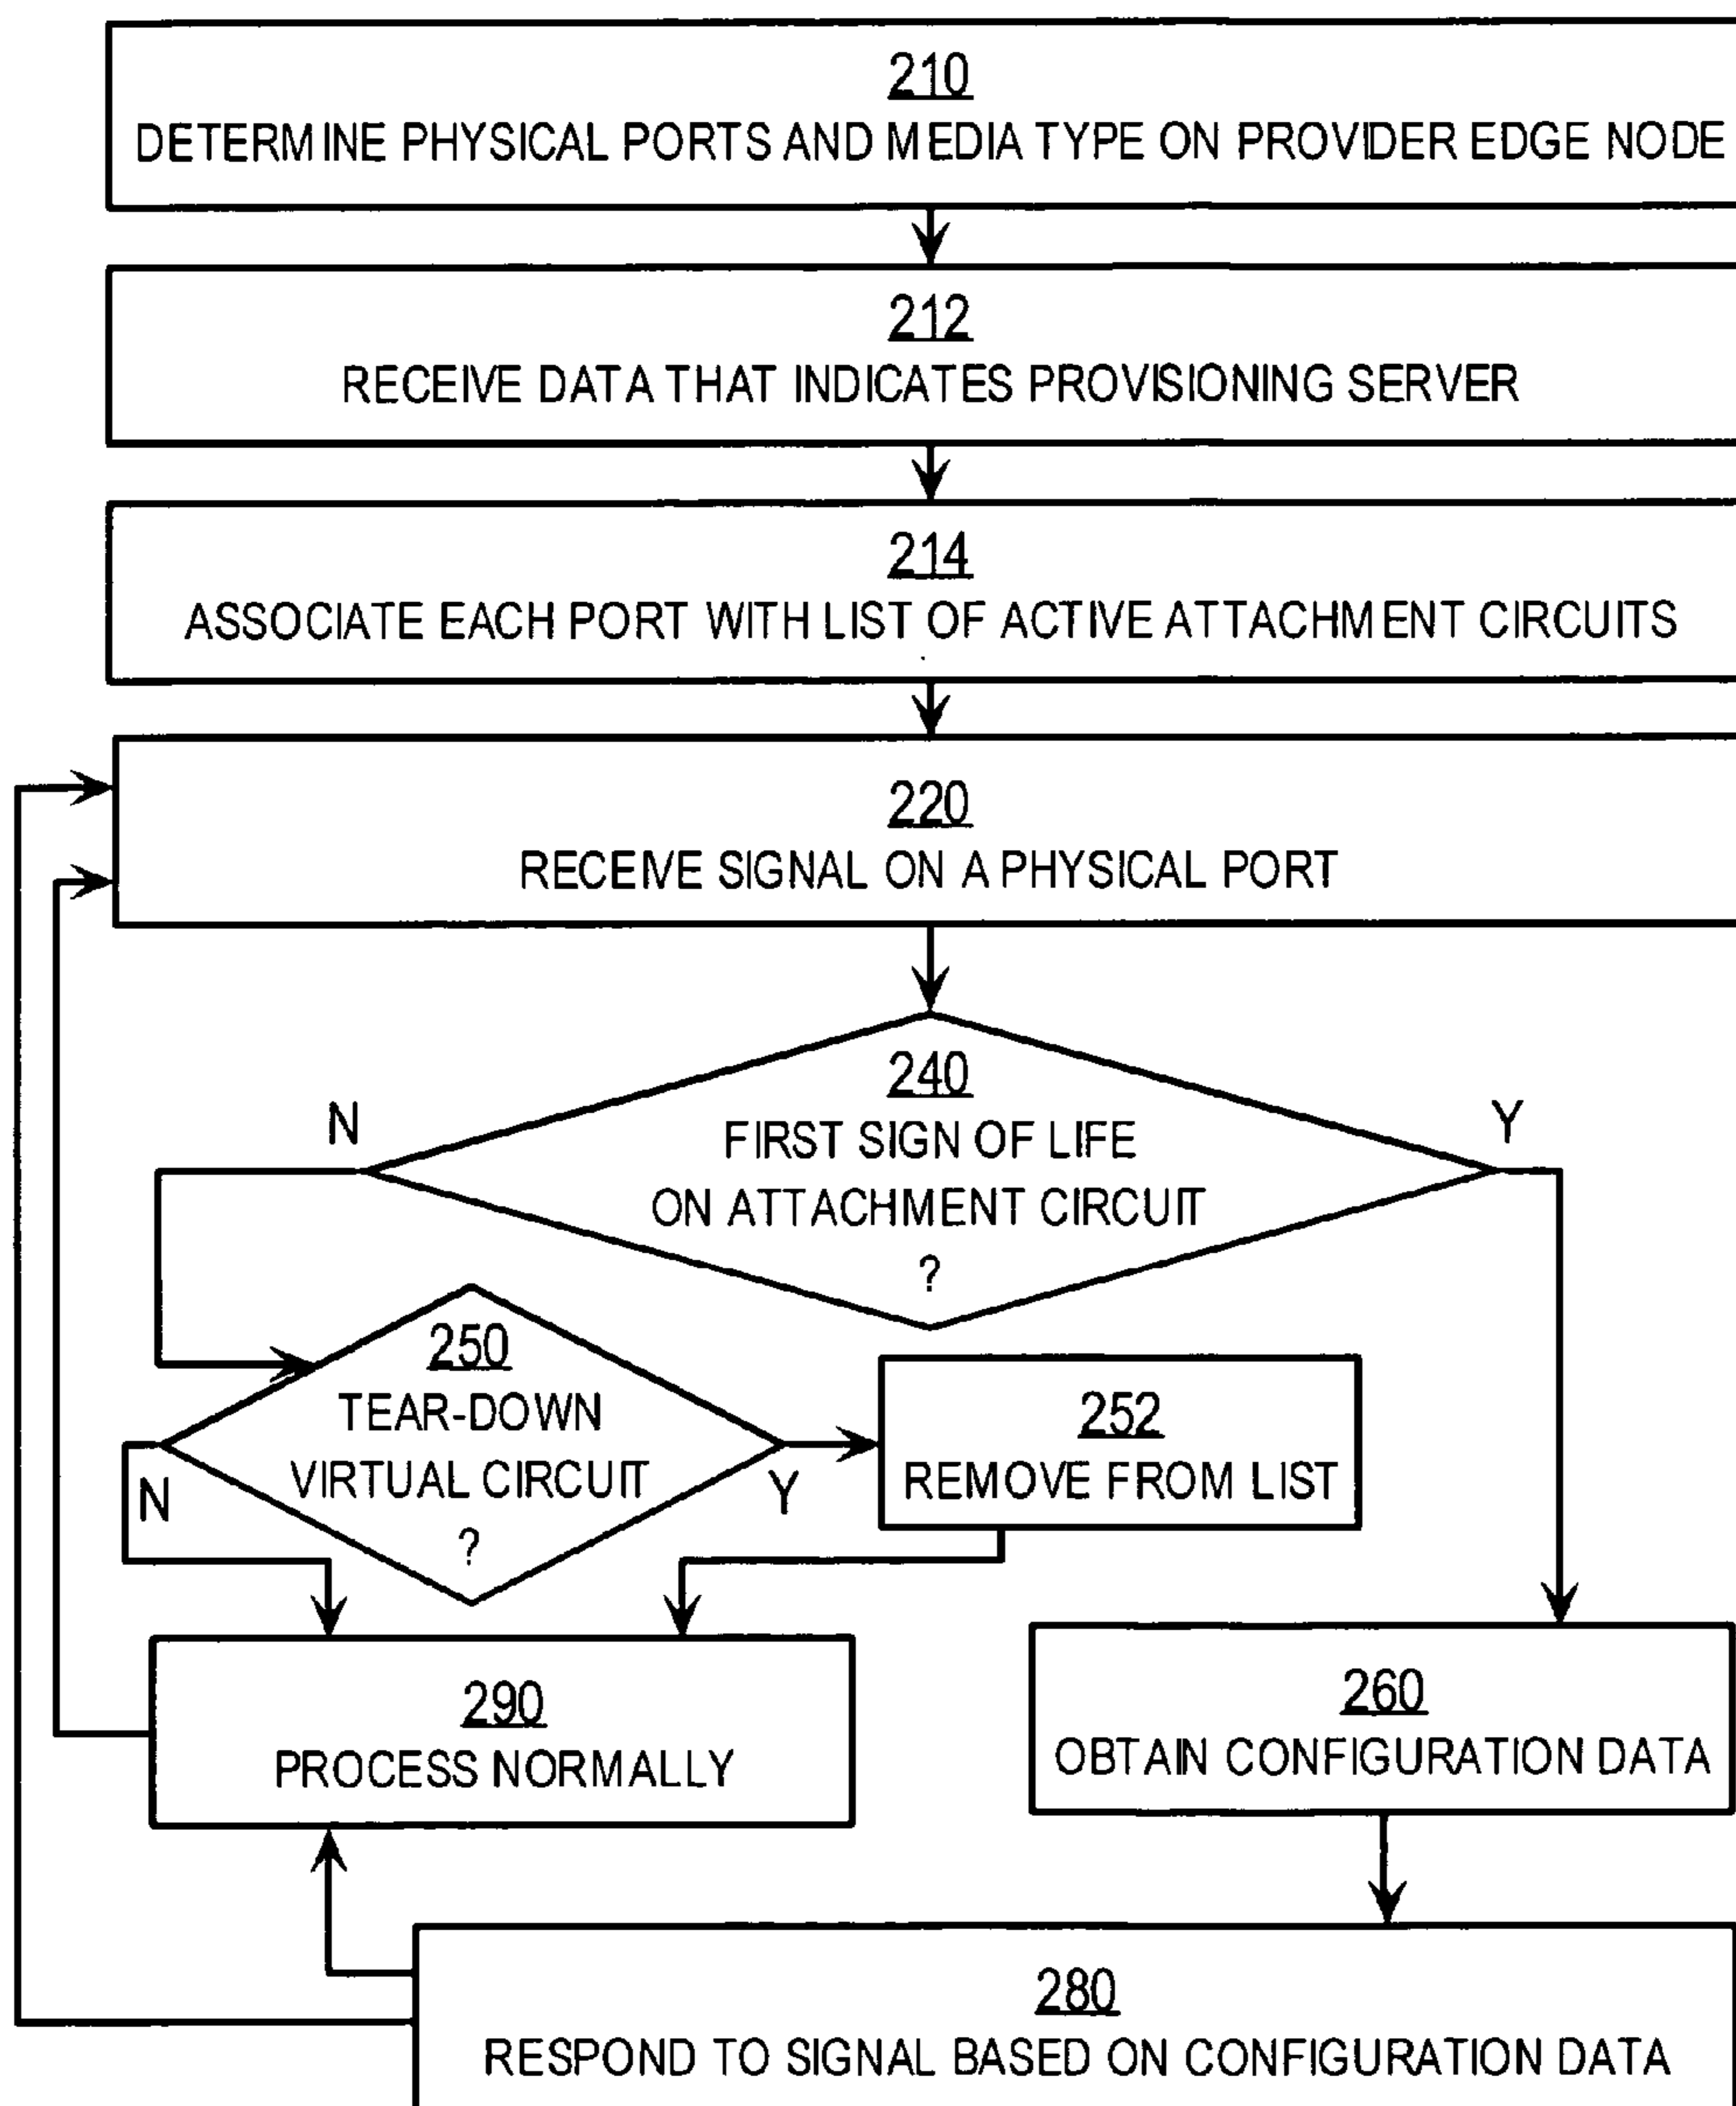 210
DETERMINE PHYSICAL PORTS AND MEDIA TYPE ON PROVIDER EDGE NODE
212
RECEIVE DATA THAT INDICATES PROVISIONING SERVER
214
ASSOCIATE EACH PORT WITH LIST OF ACTIVE ATTACHMENT CIRCUITS
220
RECEIVE SIGNAL ON A PHYSICAL PORT
240
FIRST SIGN OF LIFE
ON ATTACHMENT CIRCUIT
?
N
Y
250
TEAR-DOWN
VIRTUAL CIRCUIT
?
N
Y
252
REMOVE FROM LIST
290
PROCESS NORMALLY
260
OBTAIN CONFIGURATION DATA
280
RESPOND TO SIGNAL BASED ON CONFIGURATION DATA